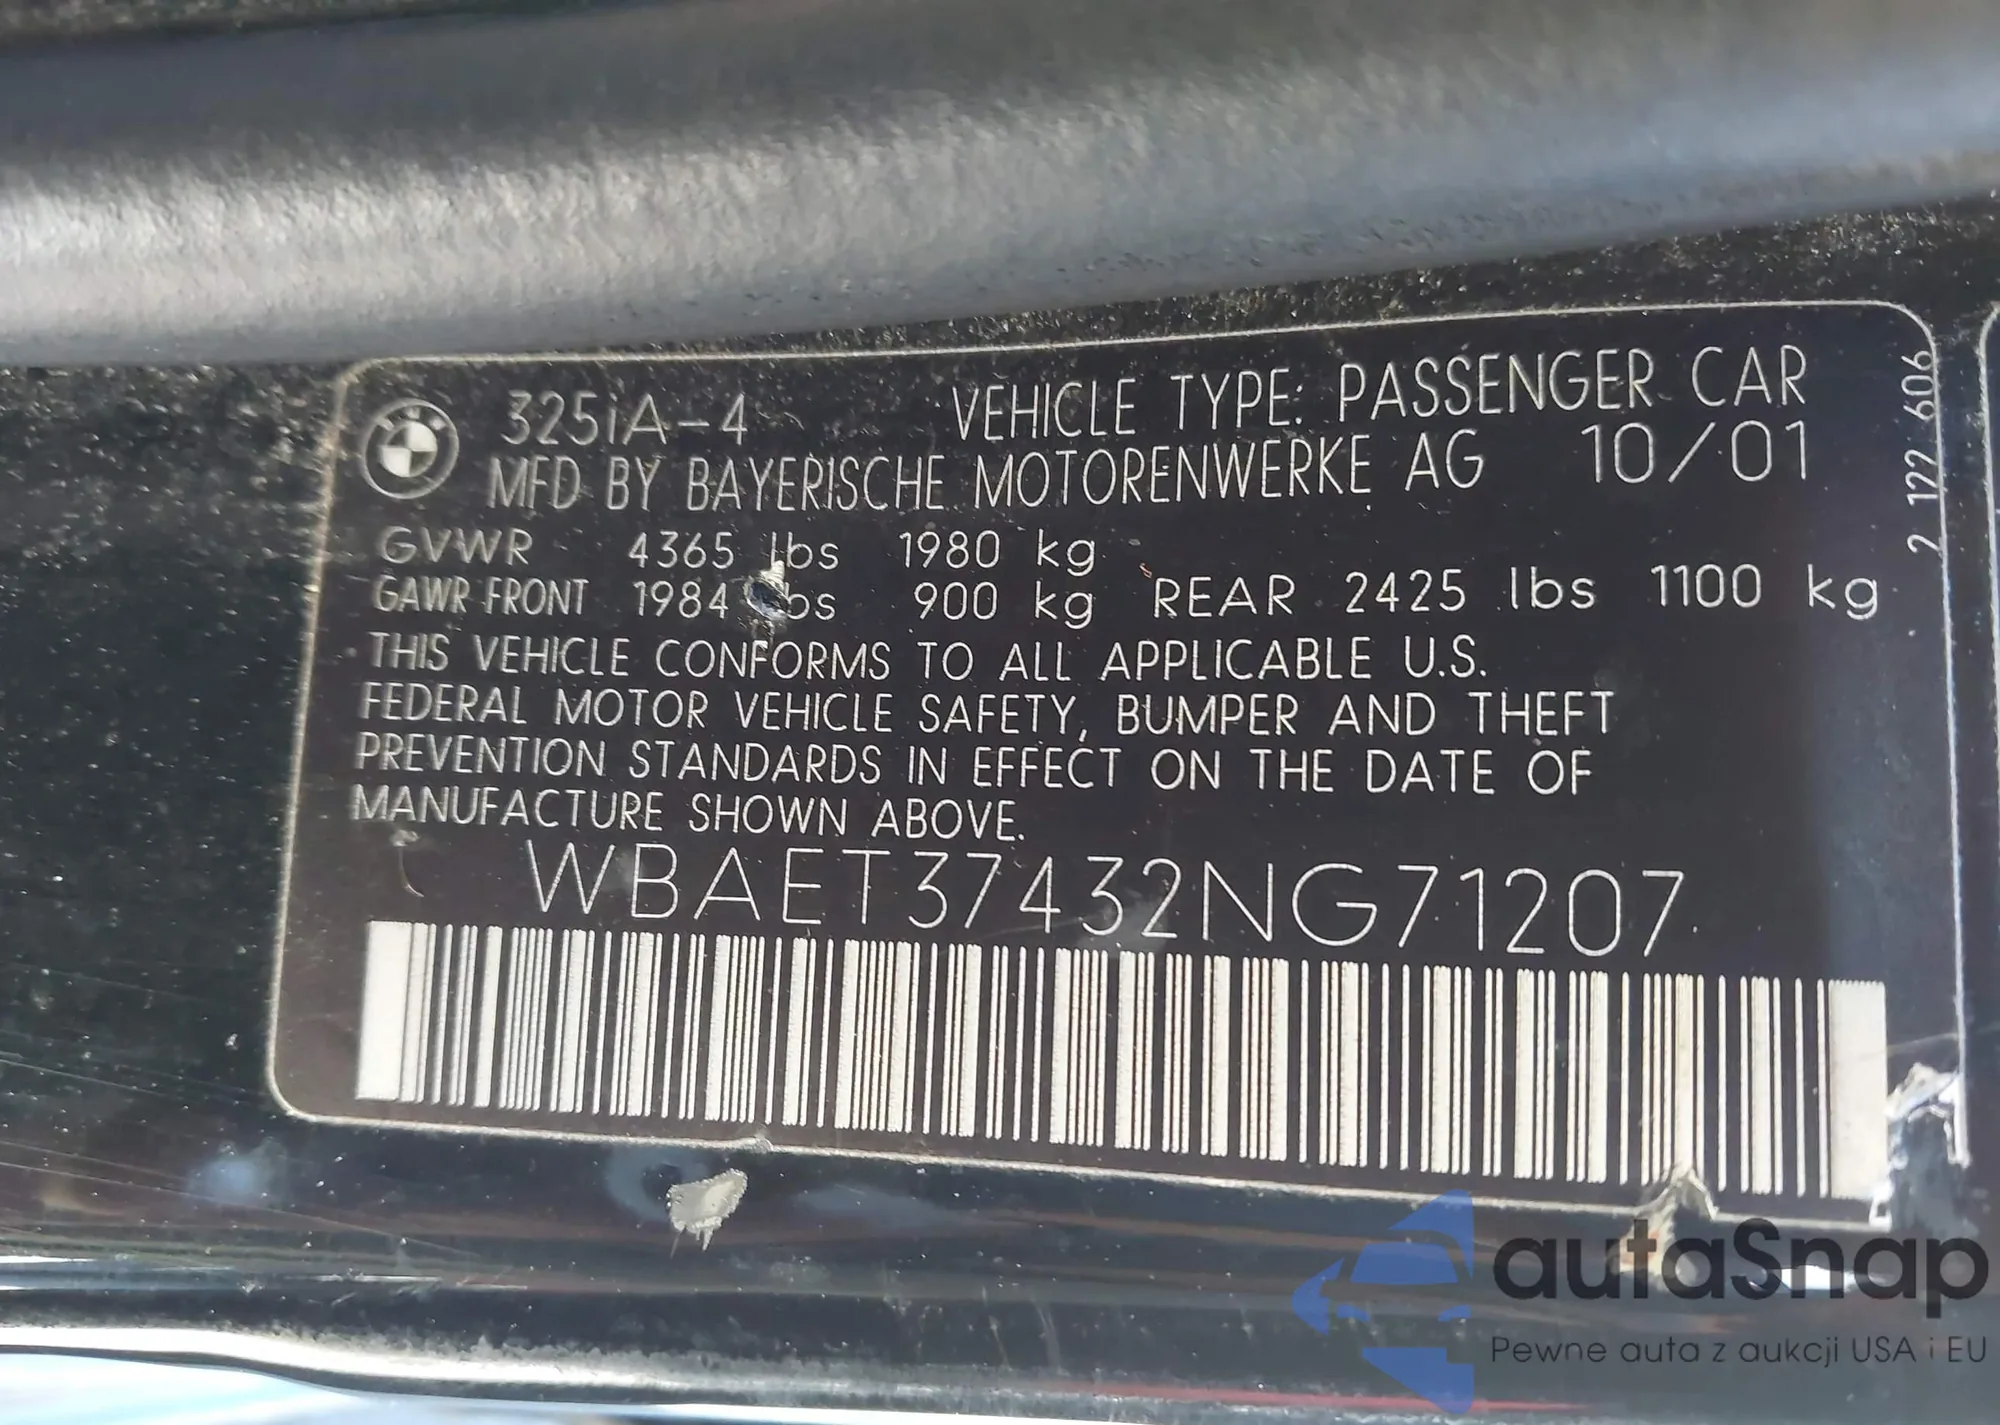 325iA-4 VEHICLE TYPE: PASSENGER CAR
MFD BY BAYERISCHE MOTORENWERKE AG 10/01
GVWR 4365 lbs 1980 kg
GAWR FRONT 1984 lbs 900 kg REAR 2425 lbs 1100 kg
THIS VEHICLE CONFORMS TO ALL APPLICABLE U.S.
FEDERAL MOTOR VEHICLE SAFETY, BUMPER AND THEFT
PREVENTION STANDARDS IN EFFECT ON THE DATE OF
MANUFACTURE SHOWN ABOVE.
WBAET37432NG71207
2 122 606
autaSnap
Pewne auta z aukcji USA i EU